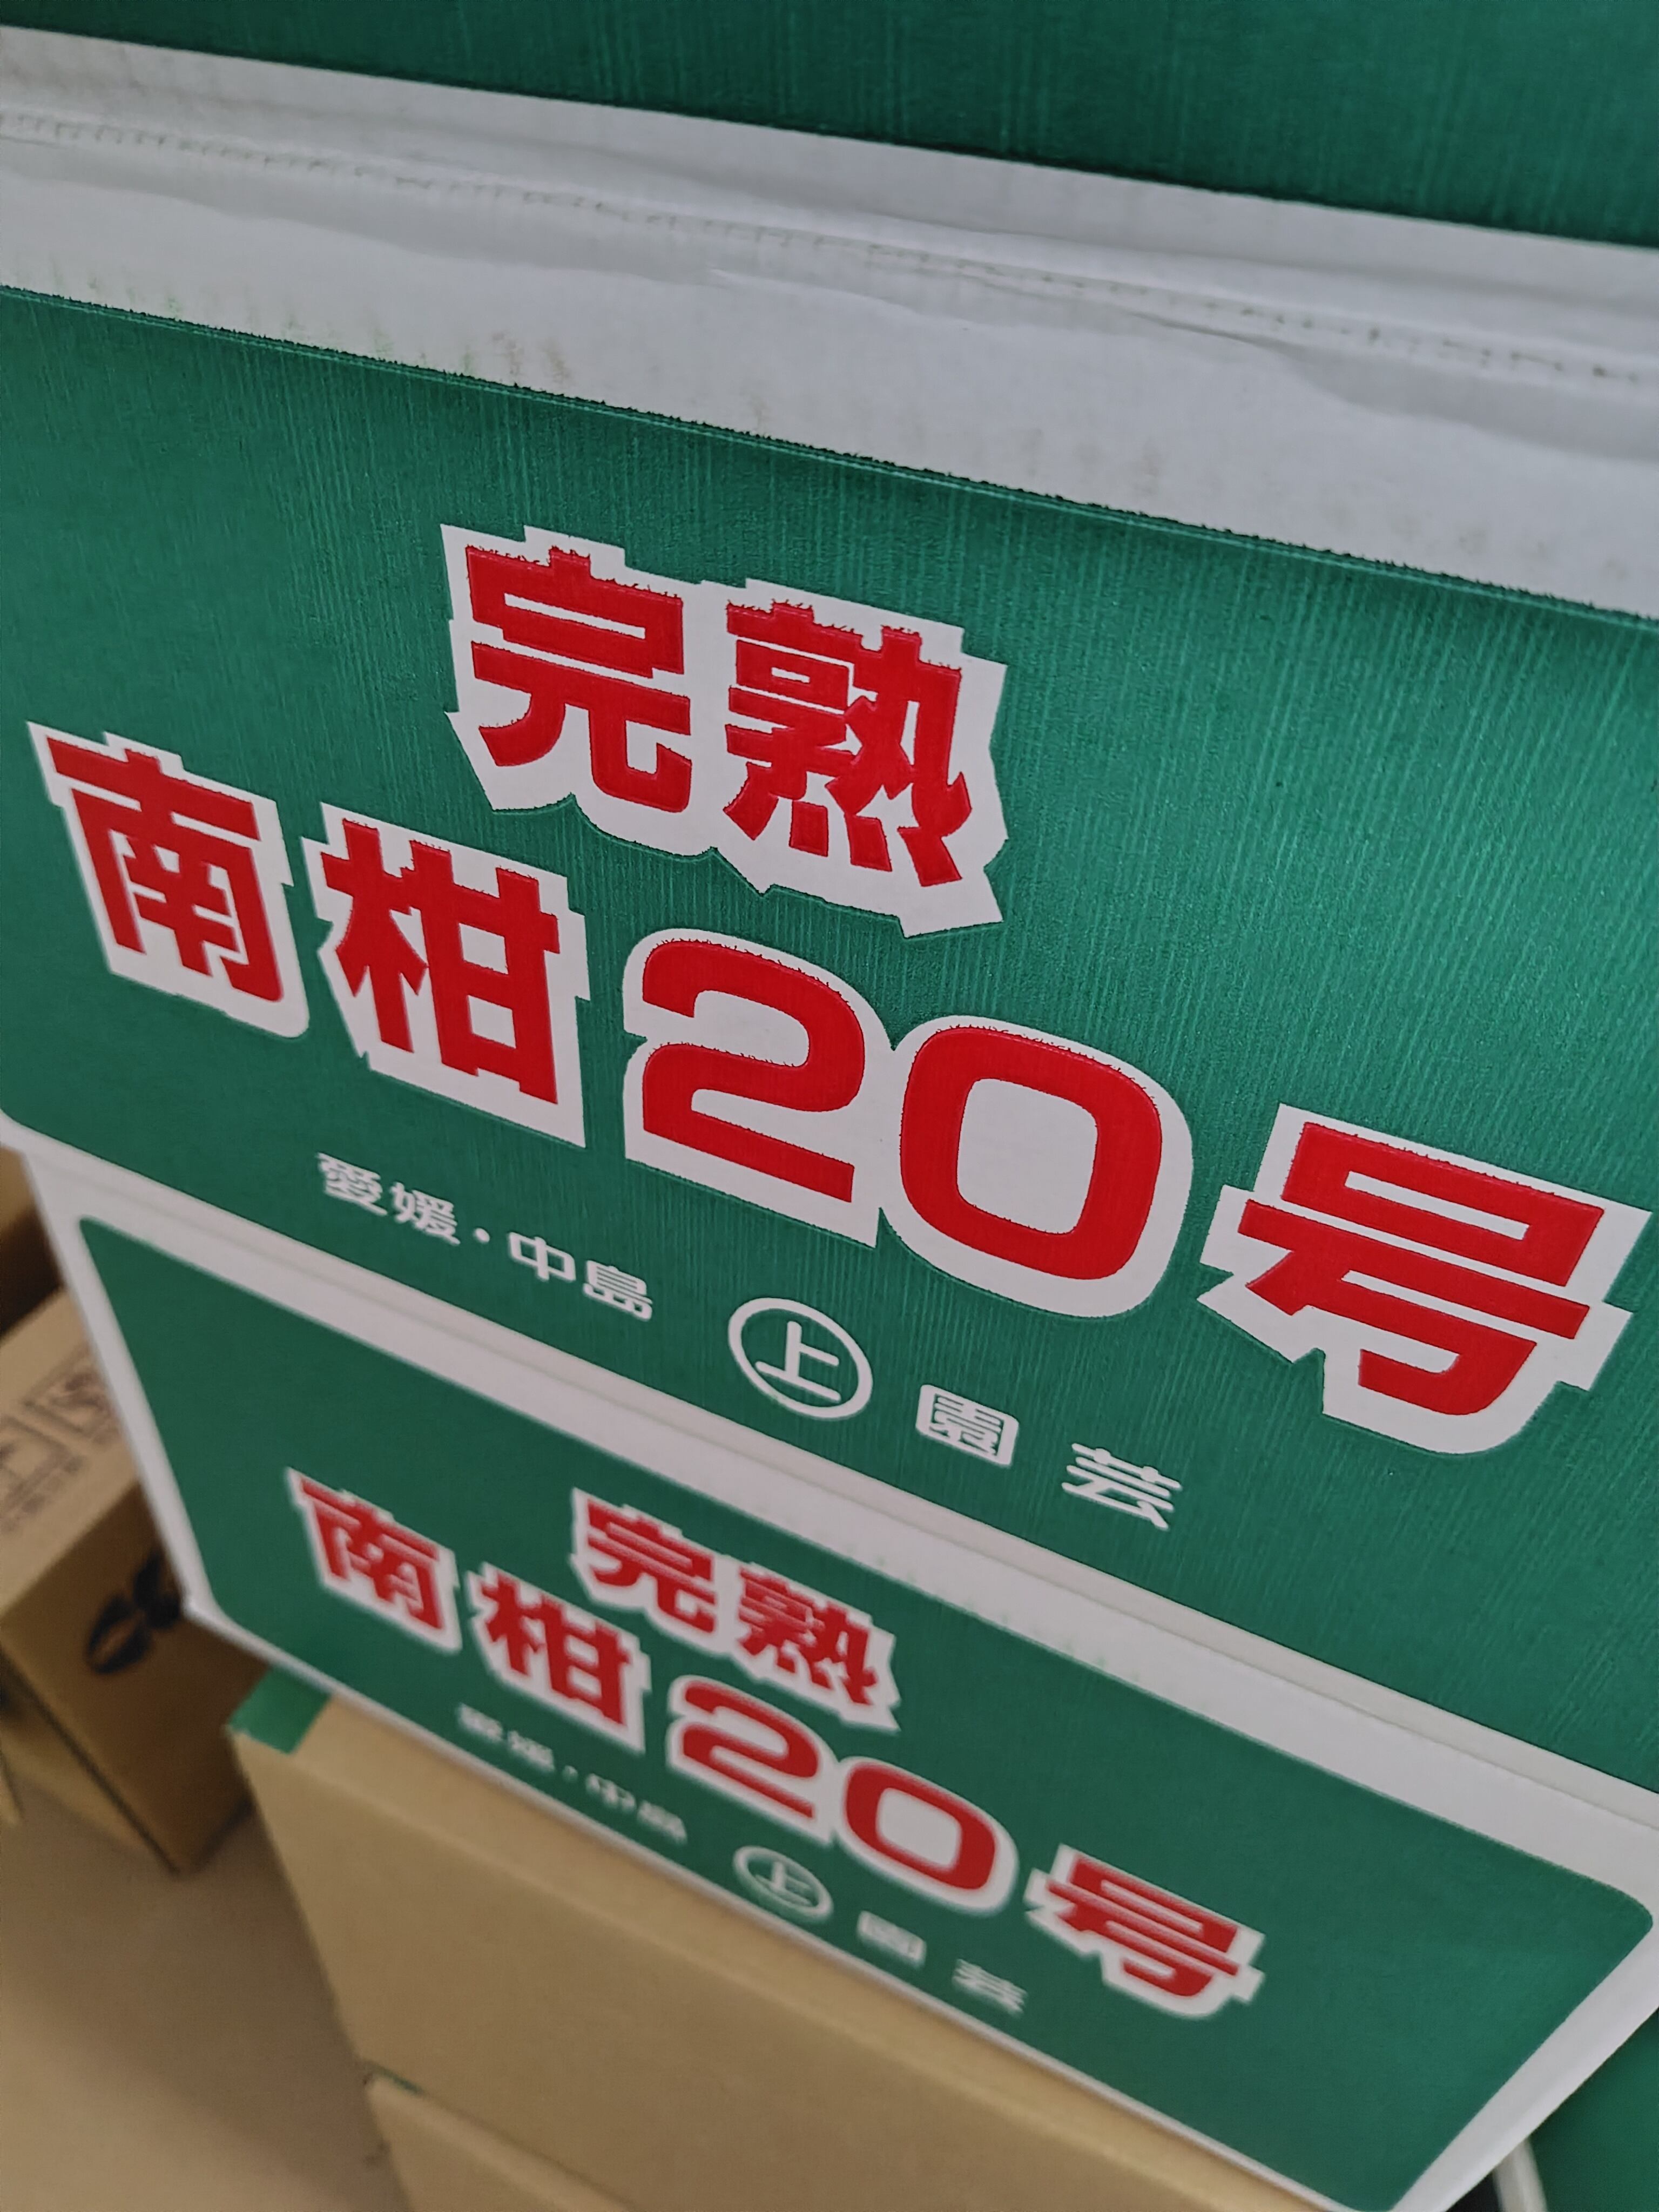 完熟
南柑20号
愛媛・中島 上 園芸
完熟
南柑20号
愛媛・中島 上 園芸